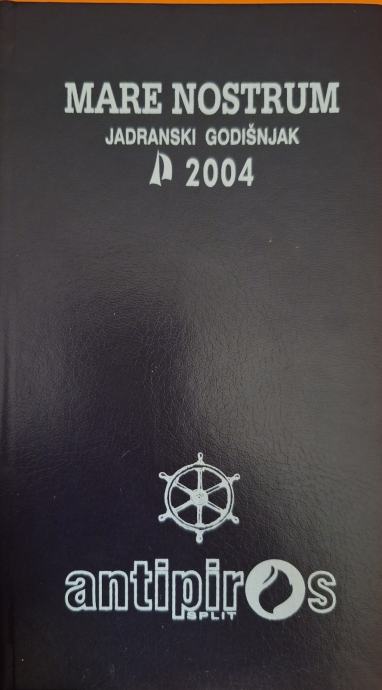 MARE NOSTRUM
JADRANSKI GODIŠNJAK
2004
antipiros
SPLIT